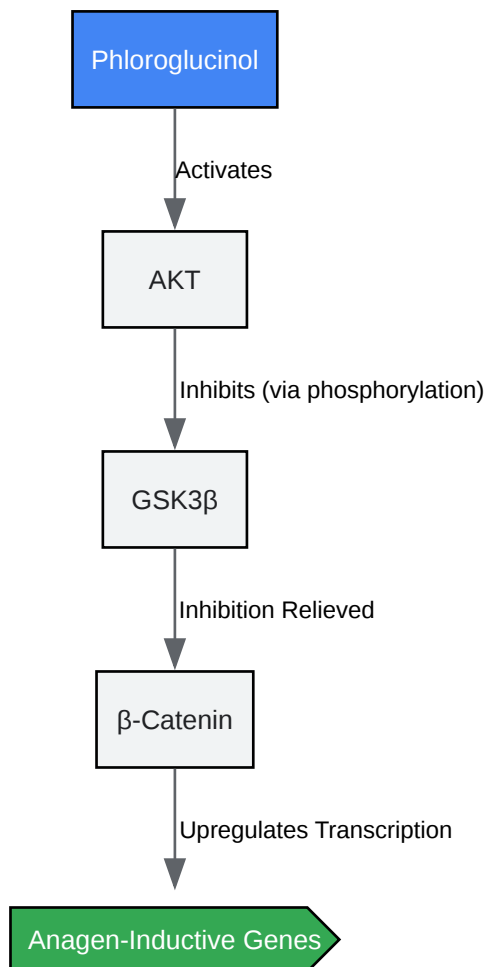 Phloroglucinol
Activates
AKT
Inhibits (via phosphorylation)
GSK3β
Inhibition Relieved
β-Catenin
Upregulates Transcription
Anagen-Inductive Genes